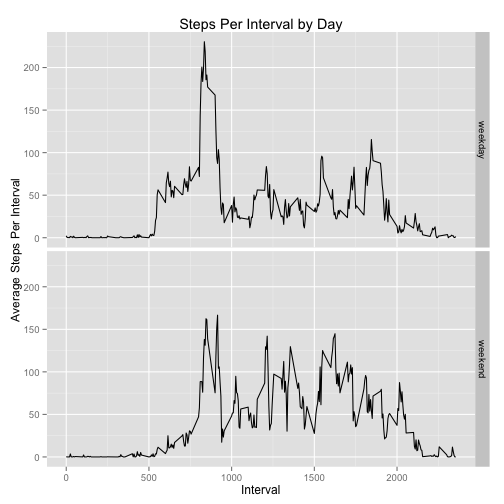 Steps Per Interval by Day
Average Steps Per Interval
200
150
100
50
0
weekday
200
150
100
50
0
weekend
0 500 1000 1500 2000
Interval